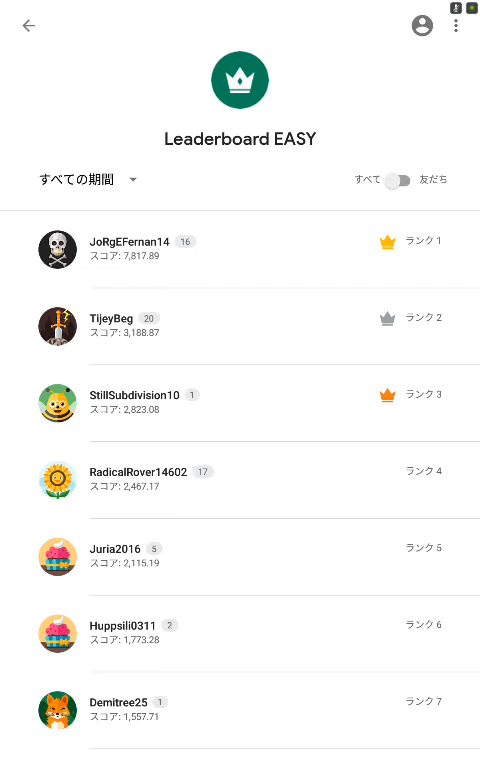 Leaderboard EASY
すべての期間
すべて 友だち
JoRgEFernan14 16 ランク 1
スコア: 7,817.89
TijeyBeg 20 ランク 2
スコア: 3,188.87
StillSubdivision10 1 ランク 3
スコア: 2,823.08
RadicalRover14602 17 ランク 4
スコア: 2,467.17
Juria2016 5 ランク 5
スコア: 2,115.19
Huppsili0311 2 ランク 6
スコア: 1,773.28
Demitree25 1 ランク 7
スコア: 1,557.71